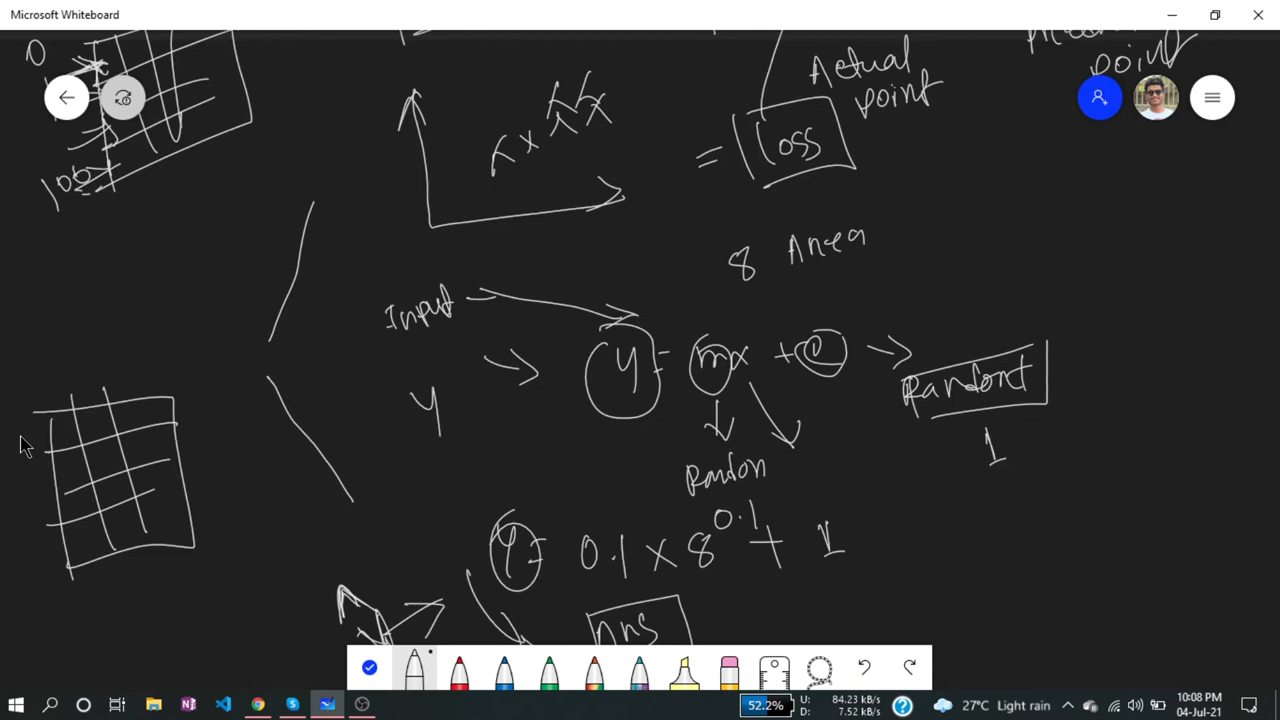 Microsoft Whiteboard
0
100
Actual
point
point
= Loss
8 Area
Input
y
y = mx + c
Random
1
Random
0.1
y = 0.1 x 8 + 1
Ans
52.2%
U: 84.23 kB/s
D: 7.52 kB/s
27°C Light rain
10:08 PM
04-Jul-21